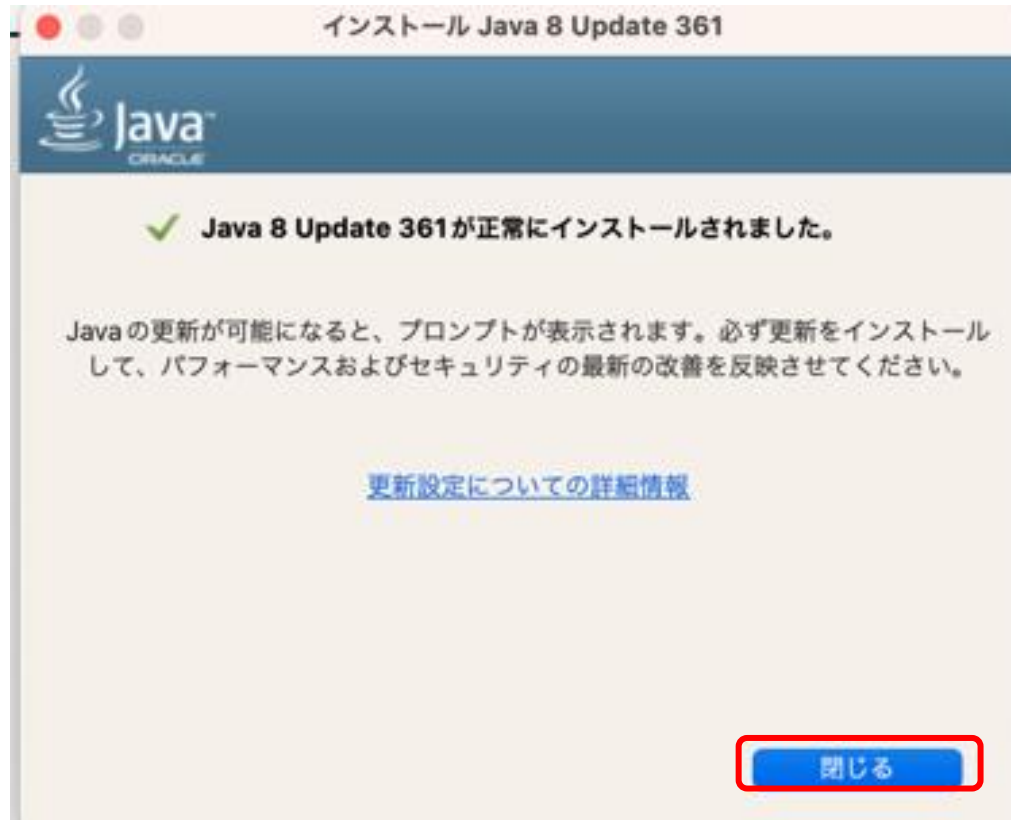 インストール Java 8 Update 361
Java
ORACLE
Java 8 Update 361が正常にインストールされました。
Javaの更新が可能になると、プロンプトが表示されます。必ず更新をインストール
して、パフォーマンスおよびセキュリティの最新の改善を反映させてください。
更新設定についての詳細情報
閉じる